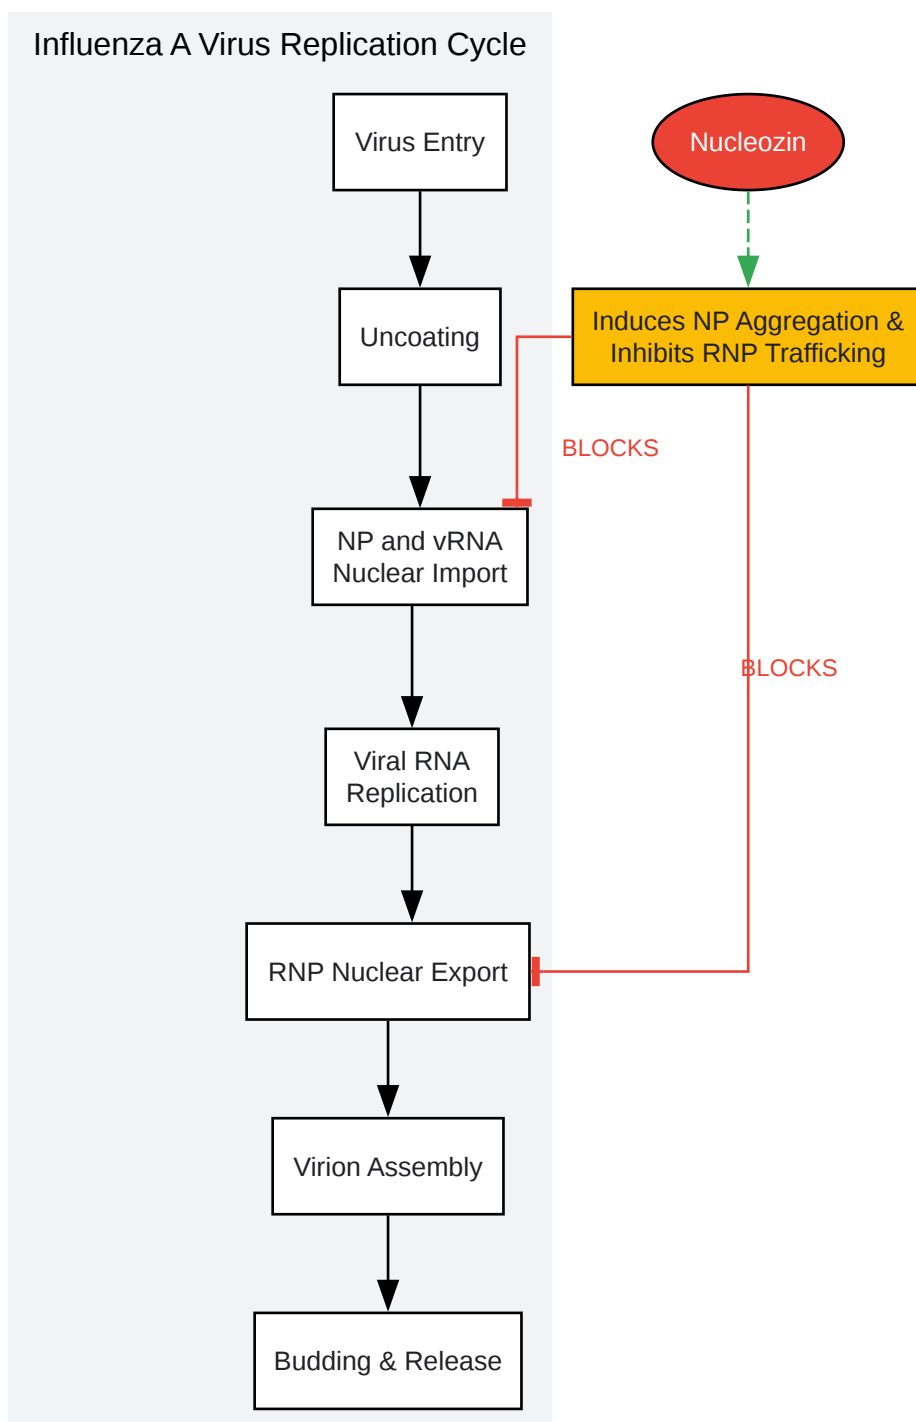 Influenza A Virus Replication Cycle
Virus Entry
Nucleozin
Uncoating
Induces NP Aggregation &
Inhibits RNP Trafficking
BLOCKS
NP and vRNA
Nuclear Import
BLOCKS
Viral RNA
Replication
RNP Nuclear Export
Virion Assembly
Budding & Release